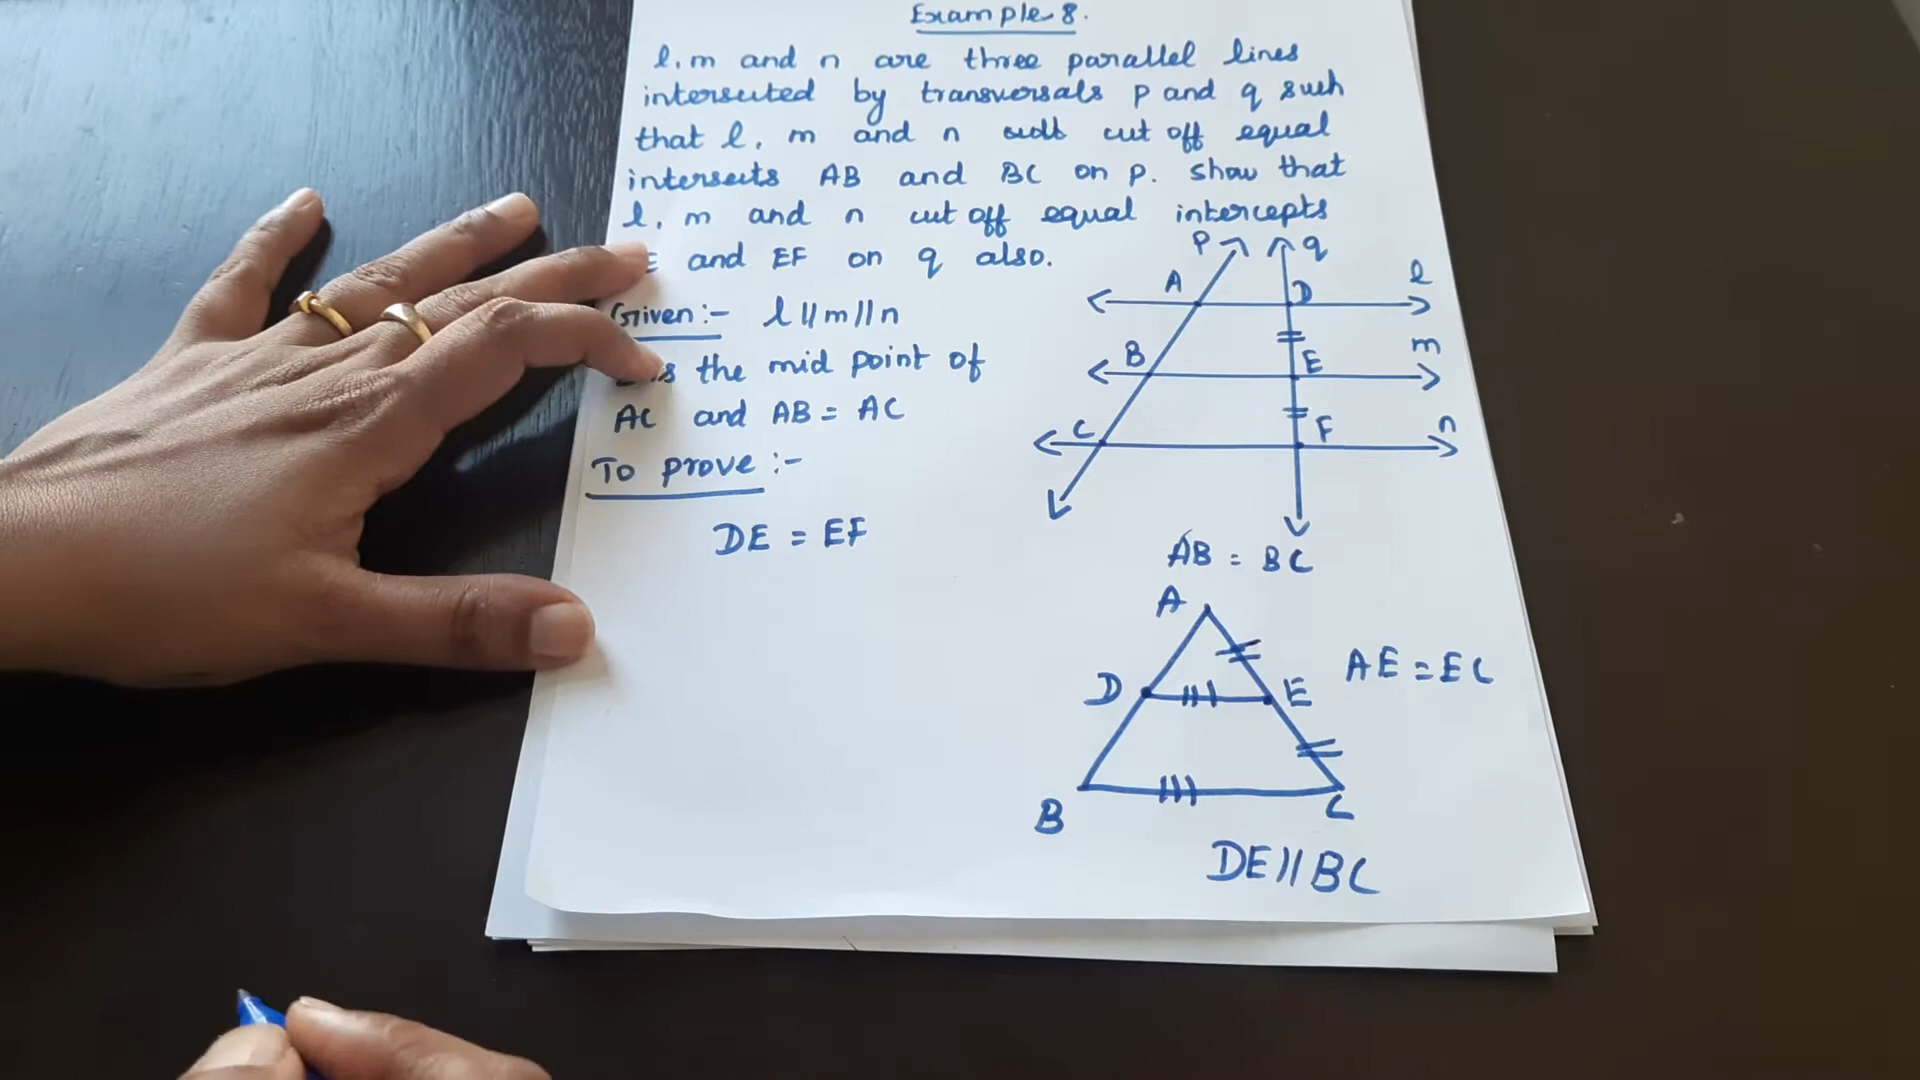 Example 8.
l, m and n are three parallel lines
intersected by transversals p and q such
that l, m and n cut off equal
intersects AB and BC on p. show that
l, m and n cut off equal intercepts
E and EF on q also.
Given :- l || m || n
is the mid point of
AC and AB = AC
To prove :-
DE = EF
P q
A D l
B E m
C F n
AB = BC
A
D E AE = EC
B C
DE || BC